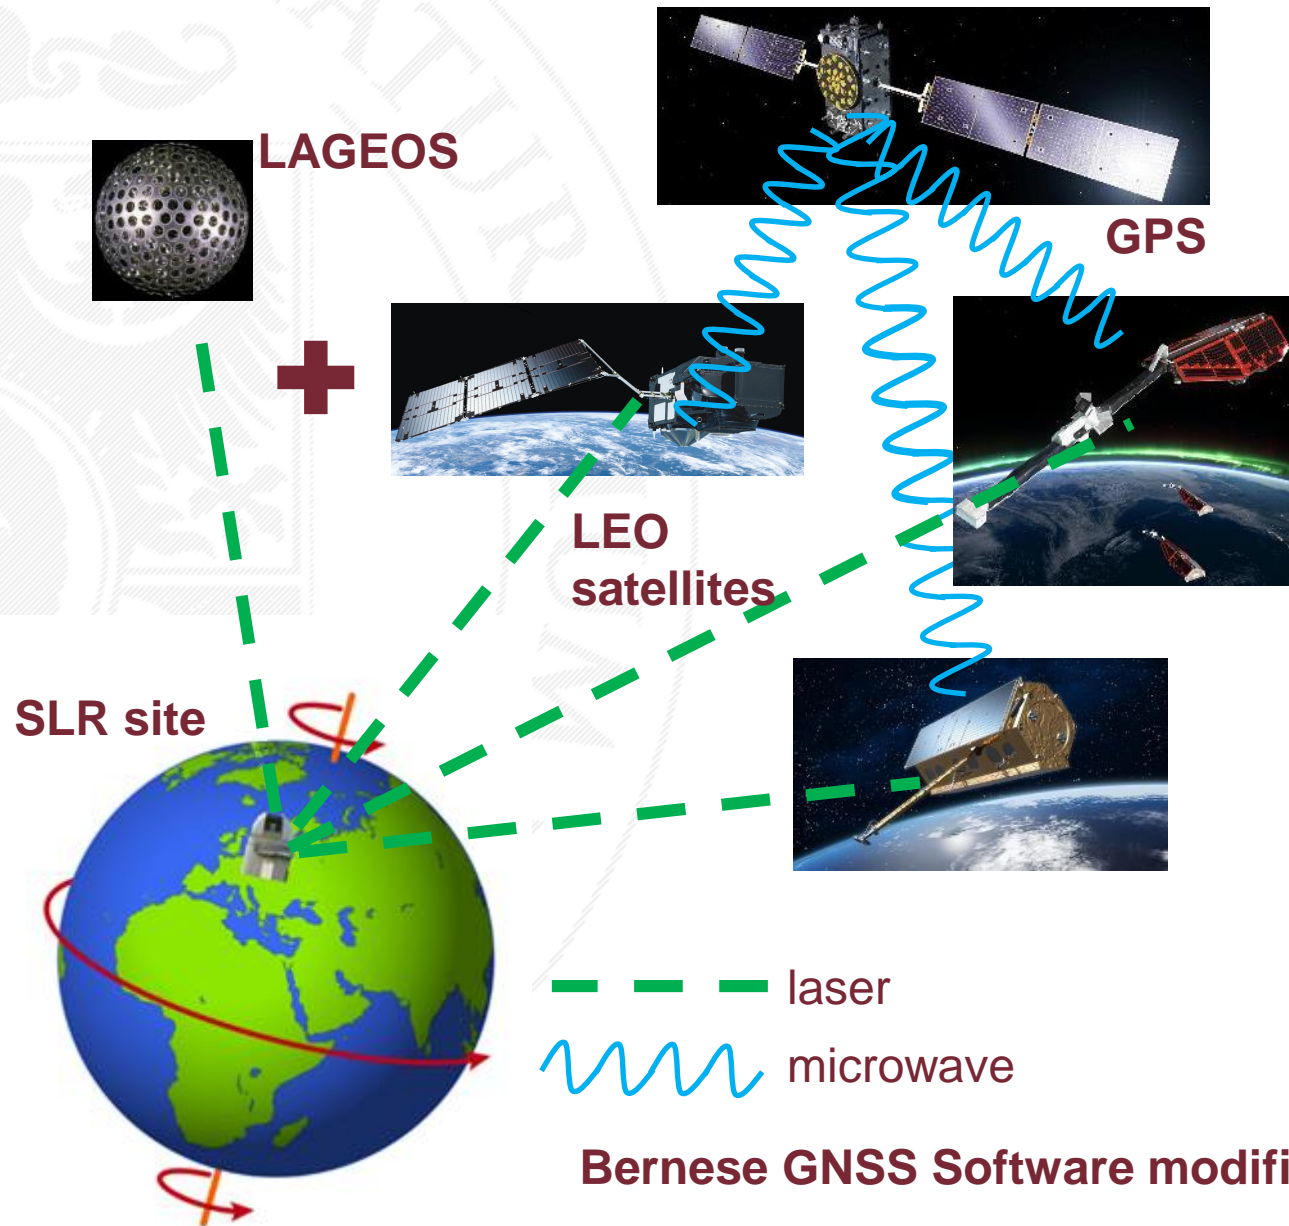 LAGEOS
GPS
LEO
satellites
SLR site
laser
microwave
Bernese GNSS Software modifi